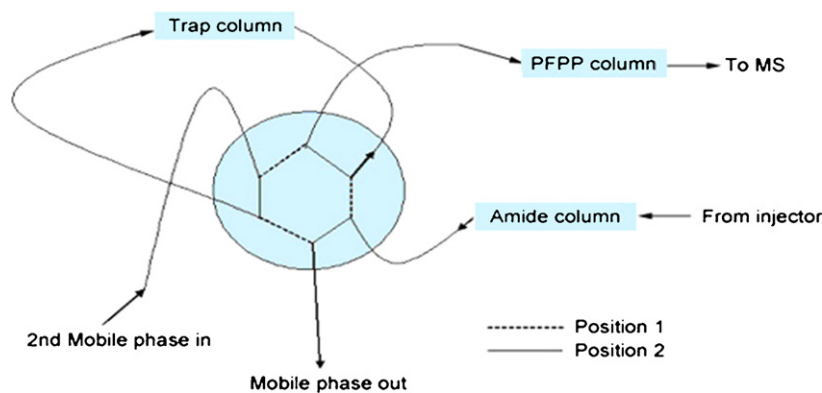 Trap column
PFPP column
To MS
Amide column
From injector
2nd Mobile phase in
Position 1
Position 2
Mobile phase out